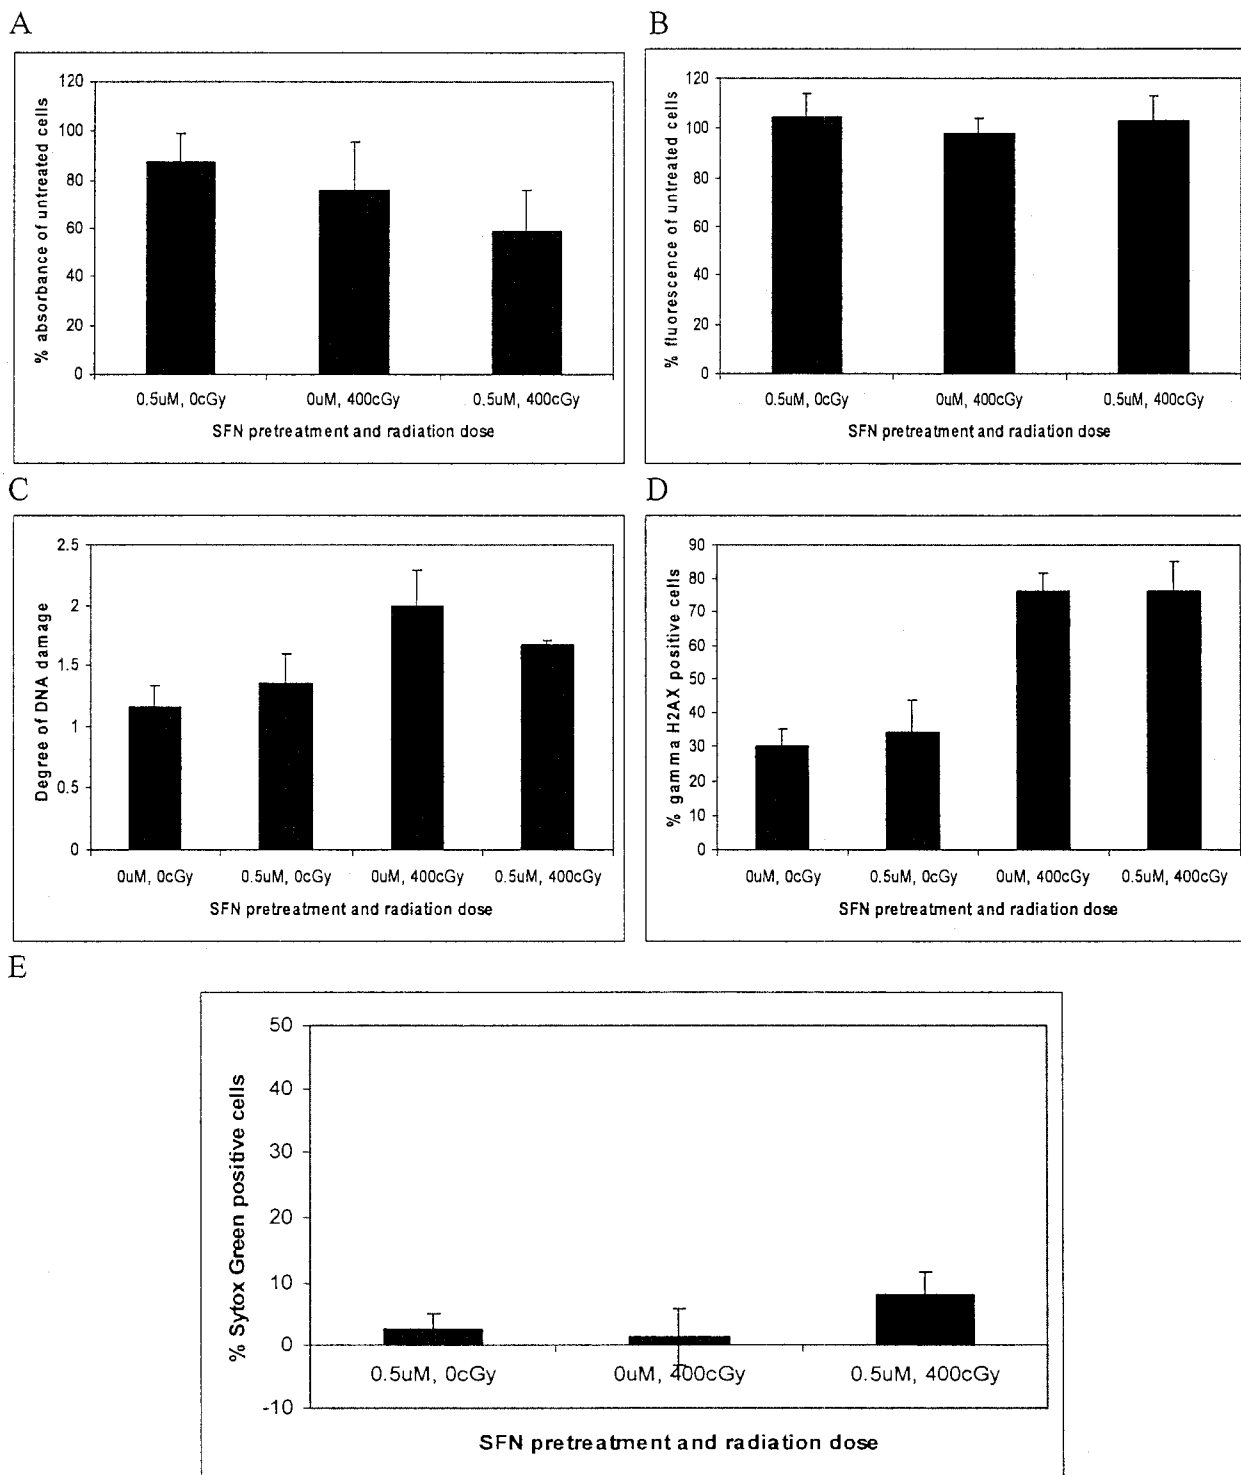 A
% absorbance of untreated cells
120
100
80
60
40
20
0
0.5uM, 0cGy
0uM, 400cGy
0.5uM, 400cGy
SFN pretreatment and radiation dose
B
% fluorescence of untreated cells
120
100
80
60
40
20
0
0.5uM, 0cGy
0uM, 400cGy
0.5uM, 400cGy
SFN pretreatment and radiation dose
C
Degree of DNA damage
2.5
2
1.5
1
0.5
0
0uM, 0cGy
0.5uM, 0cGy
0uM, 400cGy
0.5uM, 400cGy
SFN pretreatment and radiation dose
D
% gamma H2AX positive cells
90
80
70
60
50
40
30
20
10
0
0uM, 0cGy
0.5uM, 0cGy
0uM, 400cGy
0.5uM, 400cGy
SFN pretreatment and radiation dose
E
% Sytox Green positive cells
50
40
30
20
10
0
-10
0.5uM, 0cGy
0uM, 400cGy
0.5uM, 400cGy
SFN pretreatment and radiation dose